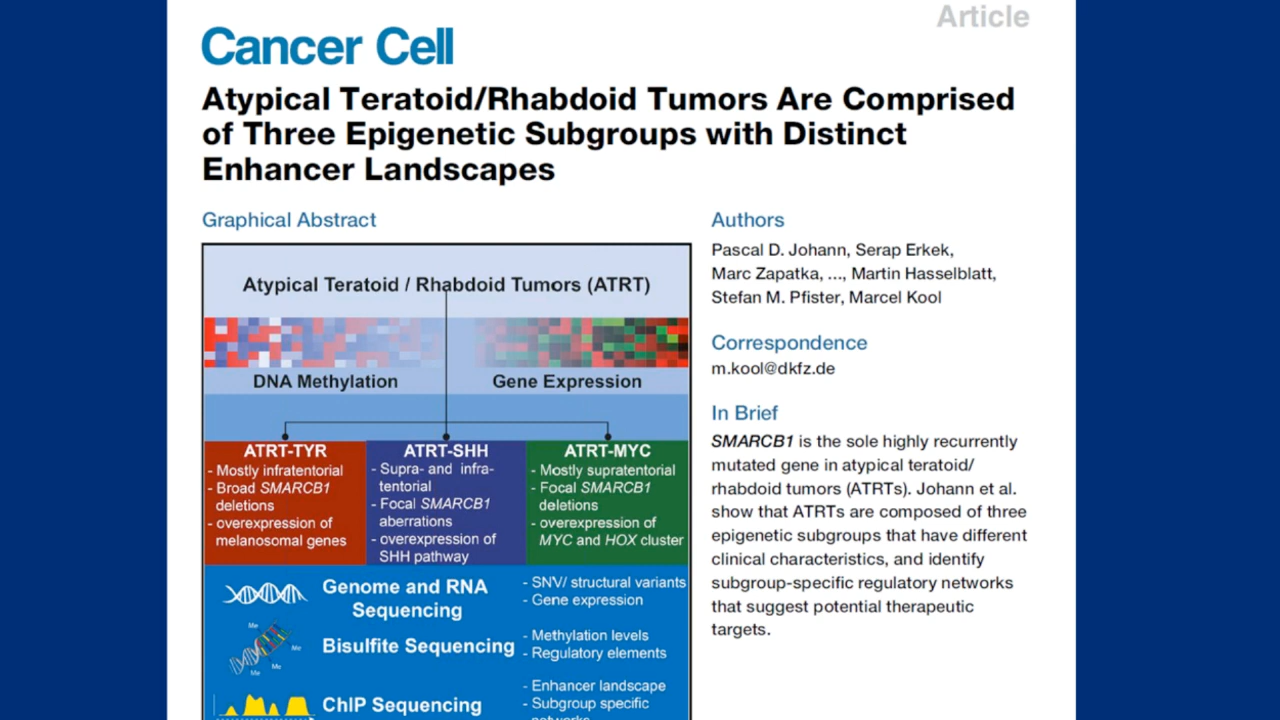 Article
Cancer Cell
Atypical Teratoid/Rhabdoid Tumors Are Comprised
of Three Epigenetic Subgroups with Distinct
Enhancer Landscapes
Graphical Abstract
Atypical Teratoid / Rhabdoid Tumors (ATRT)
DNA Methylation
Gene Expression
ATRT-TYR
- Mostly infratentorial
- Broad SMARCB1
deletions
- overexpression of
melanosomal genes
ATRT-SHH
- Supra- and infra-
tentorial
- Focal SMARCB1
aberrations
- overexpression of
SHH pathway
ATRT-MYC
- Mostly supratentorial
- Focal SMARCB1
deletions
- overexpression of
MYC and HOX cluster
Genome and RNA
Sequencing
- SNV/ structural variants
- Gene expression
Me
Me
Me
Me
Bisulfite Sequencing
- Methylation levels
- Regulatory elements
ChIP Sequencing
- Enhancer landscape
- Subgroup specific
networks
Authors
Pascal D. Johann, Serap Erkek,
Marc Zapatka, ..., Martin Hasselblatt,
Stefan M. Pfister, Marcel Kool
Correspondence
m.kool@dkfz.de
In Brief
SMARCB1 is the sole highly recurrently
mutated gene in atypical teratoid/
rhabdoid tumors (ATRTs). Johann et al.
show that ATRTs are composed of three
epigenetic subgroups that have different
clinical characteristics, and identify
subgroup-specific regulatory networks
that suggest potential therapeutic
targets.